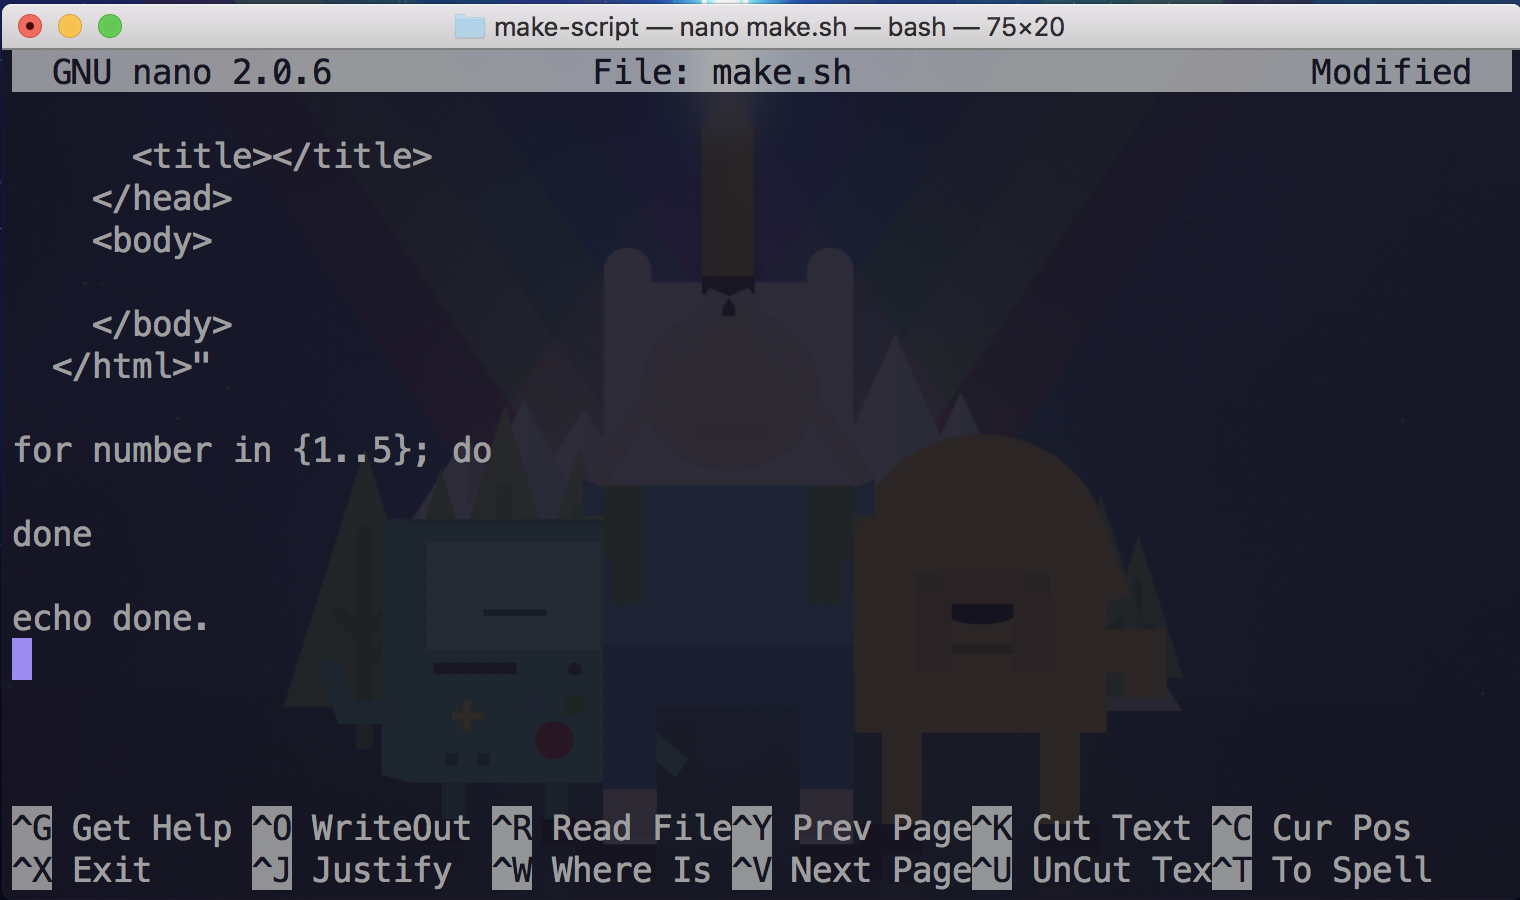 make-script — nano make.sh — bash — 75×20
GNU nano 2.0.6 File: make.sh Modified
<title></title>
</head>
<body>
</body>
</html>"
for number in {1..5}; do
done
echo done.
^G Get Help ^O WriteOut ^R Read File ^Y Prev Page ^K Cut Text ^C Cur Pos
^X Exit ^J Justify ^W Where Is ^V Next Page ^U UnCut Tex ^T To Spell